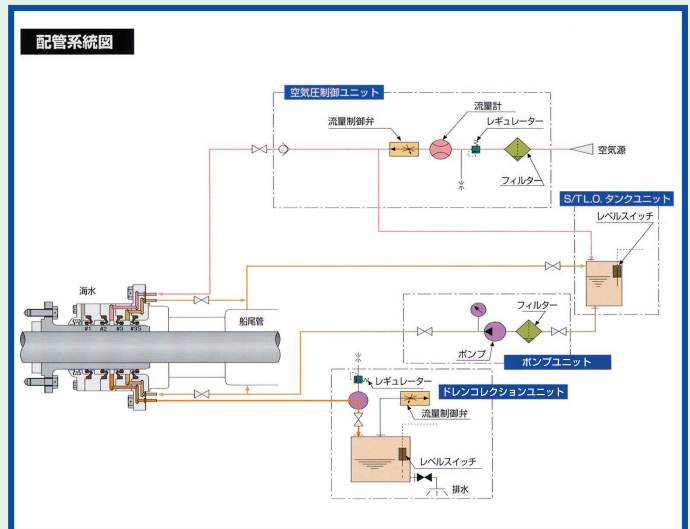 配管系統図
空気圧制御ユニット
流量計
流量制御弁
レギュレーター
空気源
フィルター
S/T L.O. タンクユニット
レベルスイッチ
海水
#1 #2 #3 #3S
船尾管
フィルター
ポンプ
ポンプユニット
レギュレーター
ドレンコレクションユニット
流量制御弁
レベルスイッチ
排水